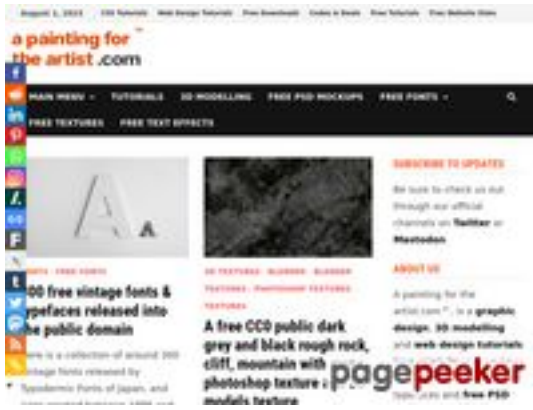 August 1, 2023 CSS Tutorials Web Design Tutorials Free Downloads Codes & Deals Free Tutorials Free Website Stats
a painting for ™
the artist .com
MAIN MENU TUTORIALS 3D MODELLING FREE PSD MOCKUPS FREE FONTS
FREE TEXTURES FREE TEXT EFFECTS
A A
FONTS FREE FONTS
300 free vintage fonts &
typefaces released into
the public domain
Here is a collection of around 300
vintage fonts released by
Typodermic Fonts of Japan, and
3D TEXTURES BLENDER BLENDER
TEXTURES PHOTOSHOP TEXTURES
TEXTURES
A free CC0 public dark
grey and black rough rock,
cliff, mountain with
photoshop texture
models texture
SUBSCRIBE TO UPDATES
Be sure to check us out
through our official
channels on Twitter or
Mastodon
ABOUT US
A painting for the
artist.com ™, is a graphic
design, 3D modelling
and web design tutorials
and free PSD
pagepeeker